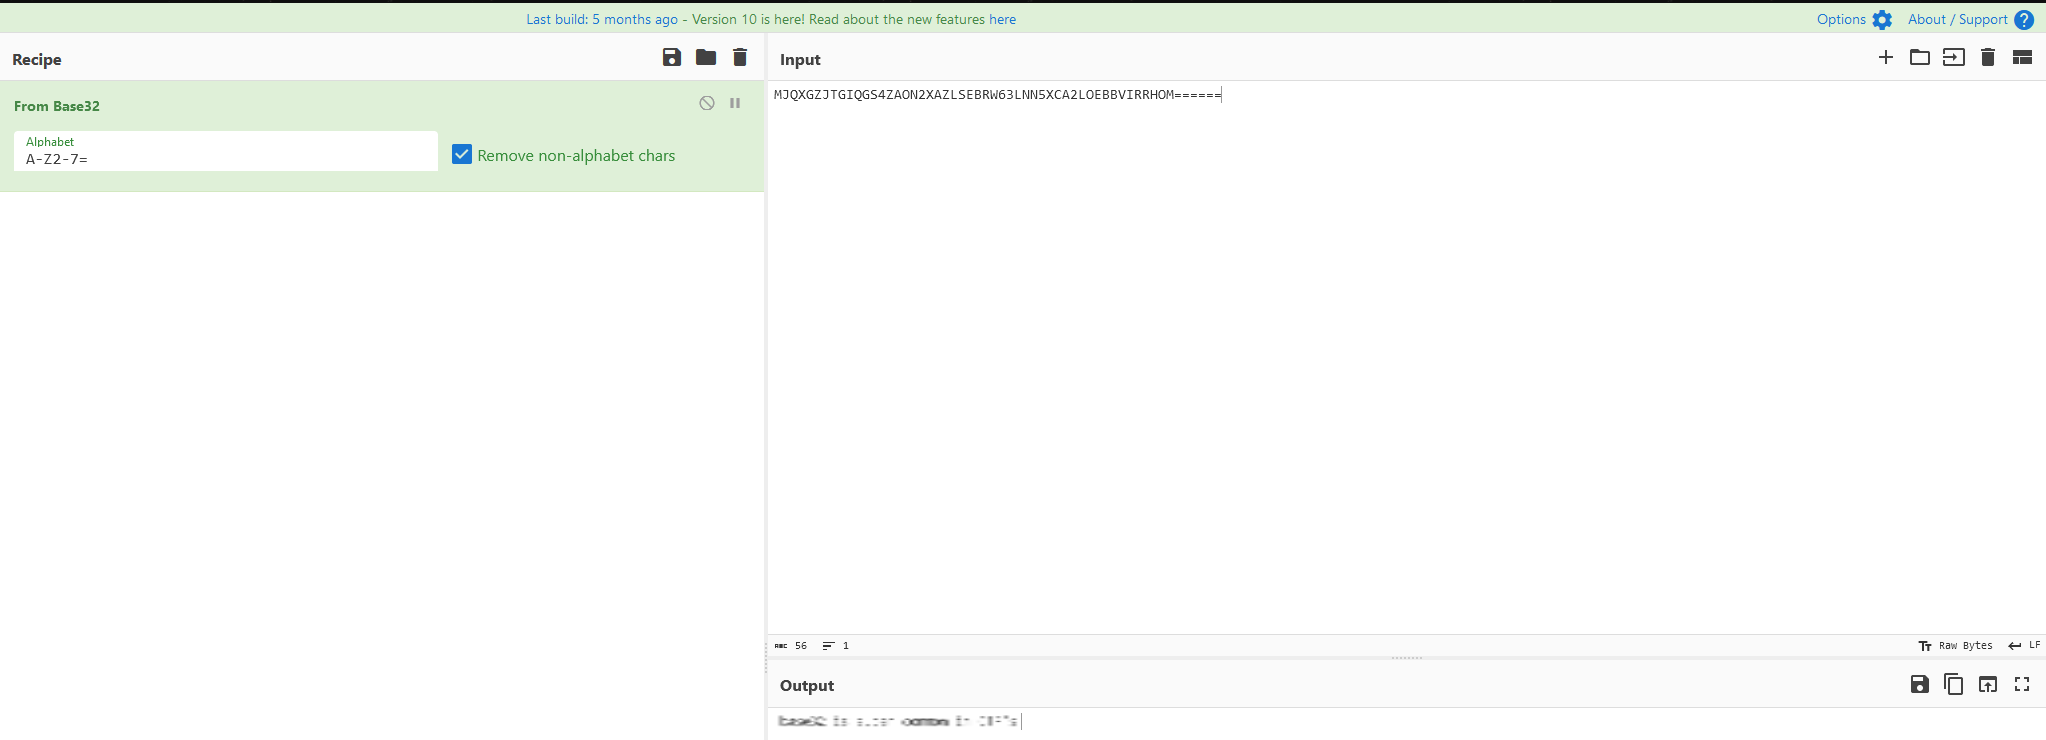 Last build: 5 months ago - Version 10 is here! Read about the new features here
Options
About / Support ?
Recipe
From Base32
Alphabet
A-Z2-7=
Remove non-alphabet chars
Input
MJQXGZJTGIQGS4ZAON2XAZLSEBRW63LNN5XCA2LOEBBVIRRHOM======
ABC 56
1
Tт Raw Bytes
LF
Output